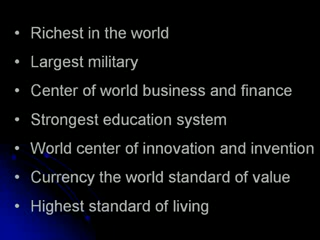 • Richest in the world
• Largest military
• Center of world business and finance
• Strongest education system
• World center of innovation and invention
• Currency the world standard of value
• Highest standard of living